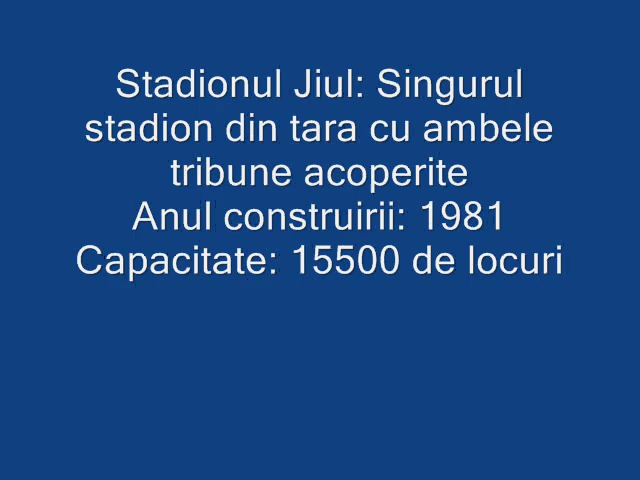 Stadionul Jiul: Singurul
stadion din tara cu ambele
tribune acoperite
Anul construirii: 1981
Capacitate: 15500 de locuri